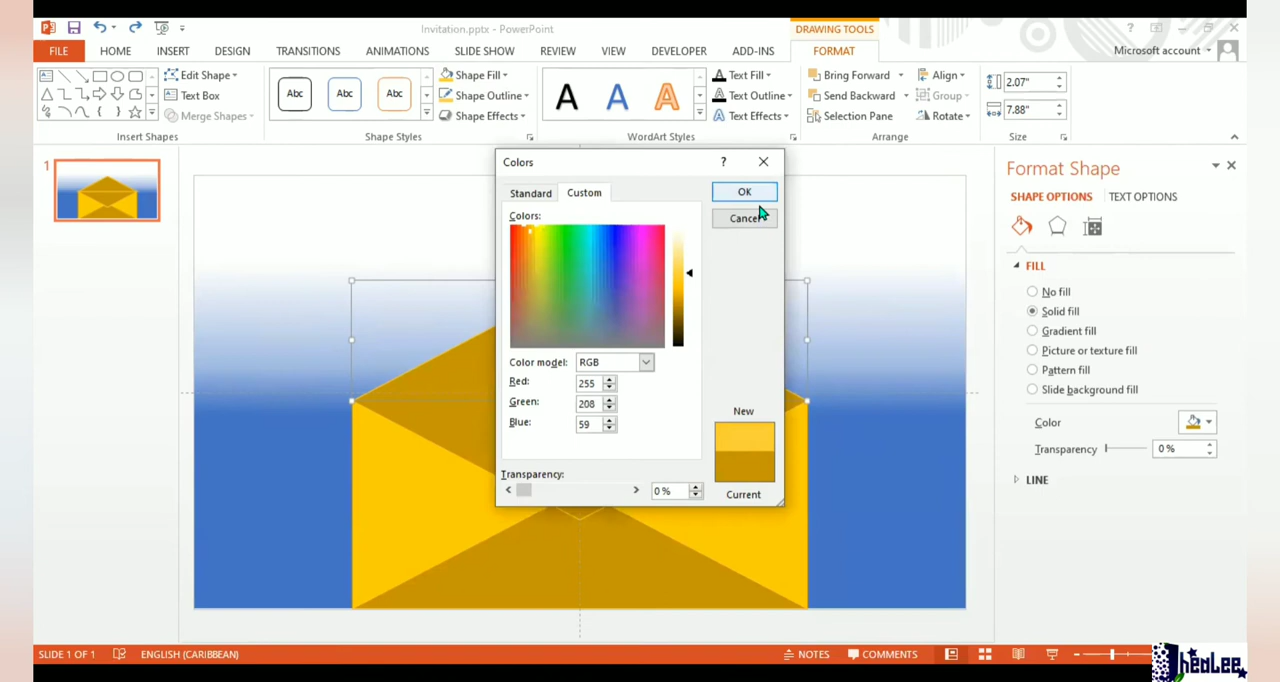 Invitation.pptx - PowerPoint
DRAWING TOOLS
FILE HOME INSERT DESIGN TRANSITIONS ANIMATIONS SLIDE SHOW REVIEW VIEW DEVELOPER ADD-INS FORMAT Microsoft account
Edit Shape
Text Box
Merge Shapes
Insert Shapes
Abc Abc Abc
Shape Fill
Shape Outline
Shape Effects
Shape Styles
A A A
Text Fill
Text Outline
Text Effects
WordArt Styles
Bring Forward
Send Backward
Selection Pane
Align
Group
Rotate
Arrange
2.07"
7.88"
Size
1
Colors
? 
Standard Custom
OK
Cancel
Colors:
Color model: RGB
Red: 255
Green: 208
Blue: 59
New
Current
Transparency:
0 %
Format Shape
SHAPE OPTIONS TEXT OPTIONS
FILL
No fill
Solid fill
Gradient fill
Picture or texture fill
Pattern fill
Slide background fill
Color
Transparency 0 %
LINE
SLIDE 1 OF 1 ENGLISH (CARIBBEAN) NOTES COMMENTS
TheoLee